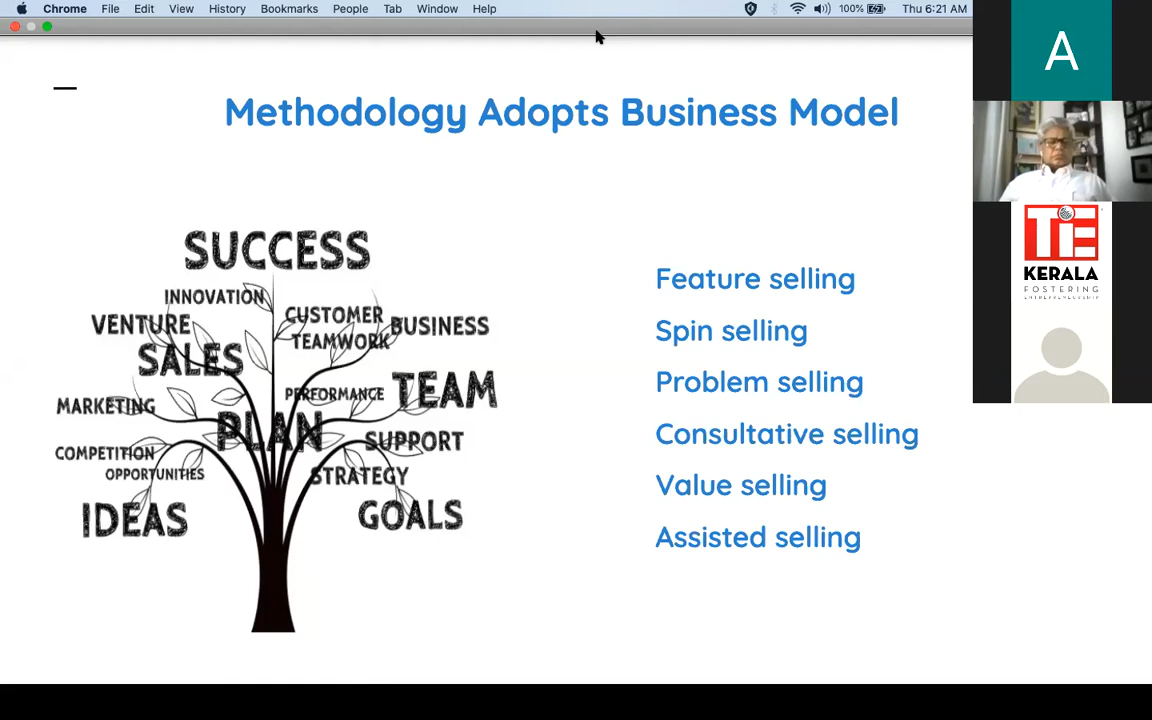 Chrome File Edit View History Bookmarks People Tab Window Help 100% Thu 6:21 AM
Methodology Adopts Business Model
SUCCESS
INNOVATION
CUSTOMER
VENTURE
BUSINESS
TEAMWORK
SALES
PERFORMANCE
TEAM
MARKETING
PLAN
SUPPORT
COMPETITION
OPPORTUNITIES
STRATEGY
IDEAS
GOALS
Feature selling
Spin selling
Problem selling
Consultative selling
Value selling
Assisted selling
A
TiE
KERALA
FOSTERING
ENTREPRENEURSHIP